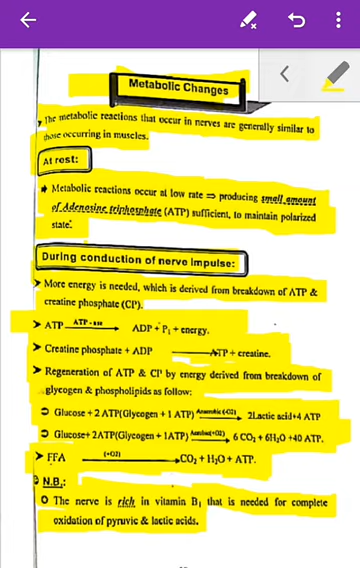 Metabolic Changes
The metabolic reactions that occur in nerves are generally similar to
those occurring in muscles.
At rest:
Metabolic reactions occur at low rate ⇒ producing small amount
of Adenosine triphosphate (ATP) sufficient, to maintain polarized
state.
During conduction of nerve impulse:
➤ More energy is needed, which is derived from breakdown of ATP &
creatine phosphate (CP).
➤ ATP ATP-ase → ADP + P₁ + energy.
➤ Creatine phosphate + ADP → ATP + creatine.
➤ Regeneration of ATP & CP by energy derived from breakdown of
glycogen & phospholipids as follow:
➲ Glucose + 2 ATP(Glycogen + 1 ATP) Anaerobic(-O2) → 2Lactic acid+4 ATP
➲ Glucose+ 2ATP(Glycogen + 1ATP) Aerobic(+O2) → 6 CO₂ + 6H₂O +40 ATP.
➤ FFA (+O2) → CO₂ + H₂O + ATP.
N.B.:
O The nerve is rich in vitamin B₁ that is needed for complete
oxidation of pyruvic & lactic acids.